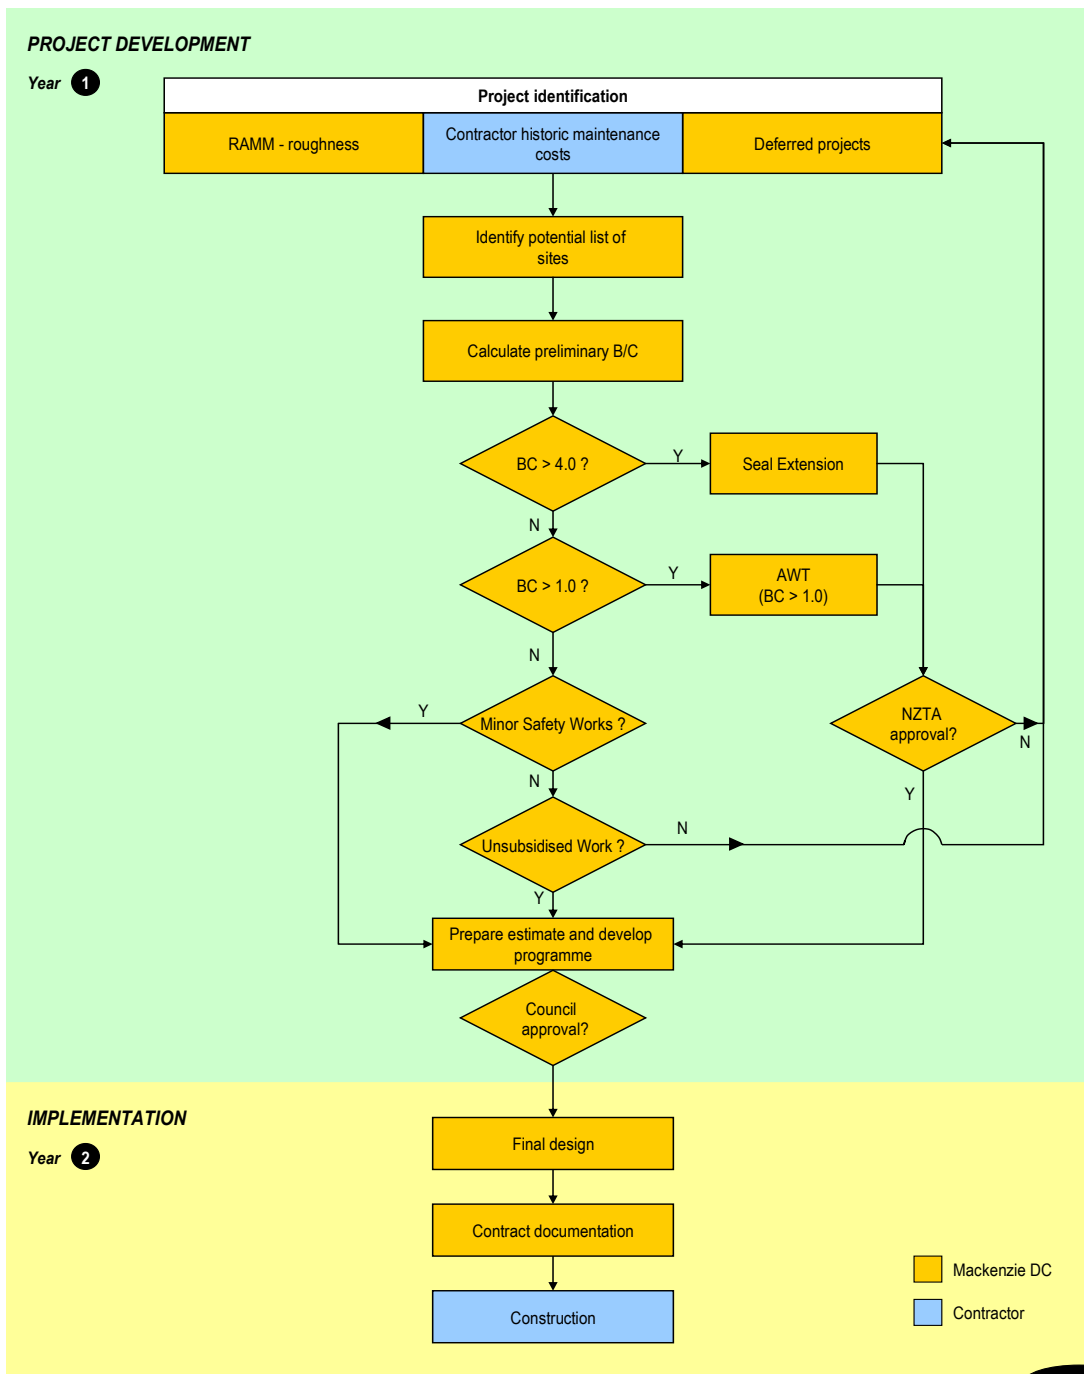 PROJECT DEVELOPMENT
Year 1
Project identification
RAMM - roughness
Contractor historic maintenance
costs
Deferred projects
Identify potential list of
sites
Calculate preliminary B/C
BC > 4.0 ?
Y
Seal Extension
N
BC > 1.0 ?
Y
AWT
(BC > 1.0)
N
Minor Safety Works ?
Y
NZTA
approval?
N
N
Y
Unsubsidised Work ?
N
Y
Prepare estimate and develop
programme
Council
approval?
IMPLEMENTATION
Year 2
Final design
Contract documentation
Construction
Mackenzie DC
Contractor